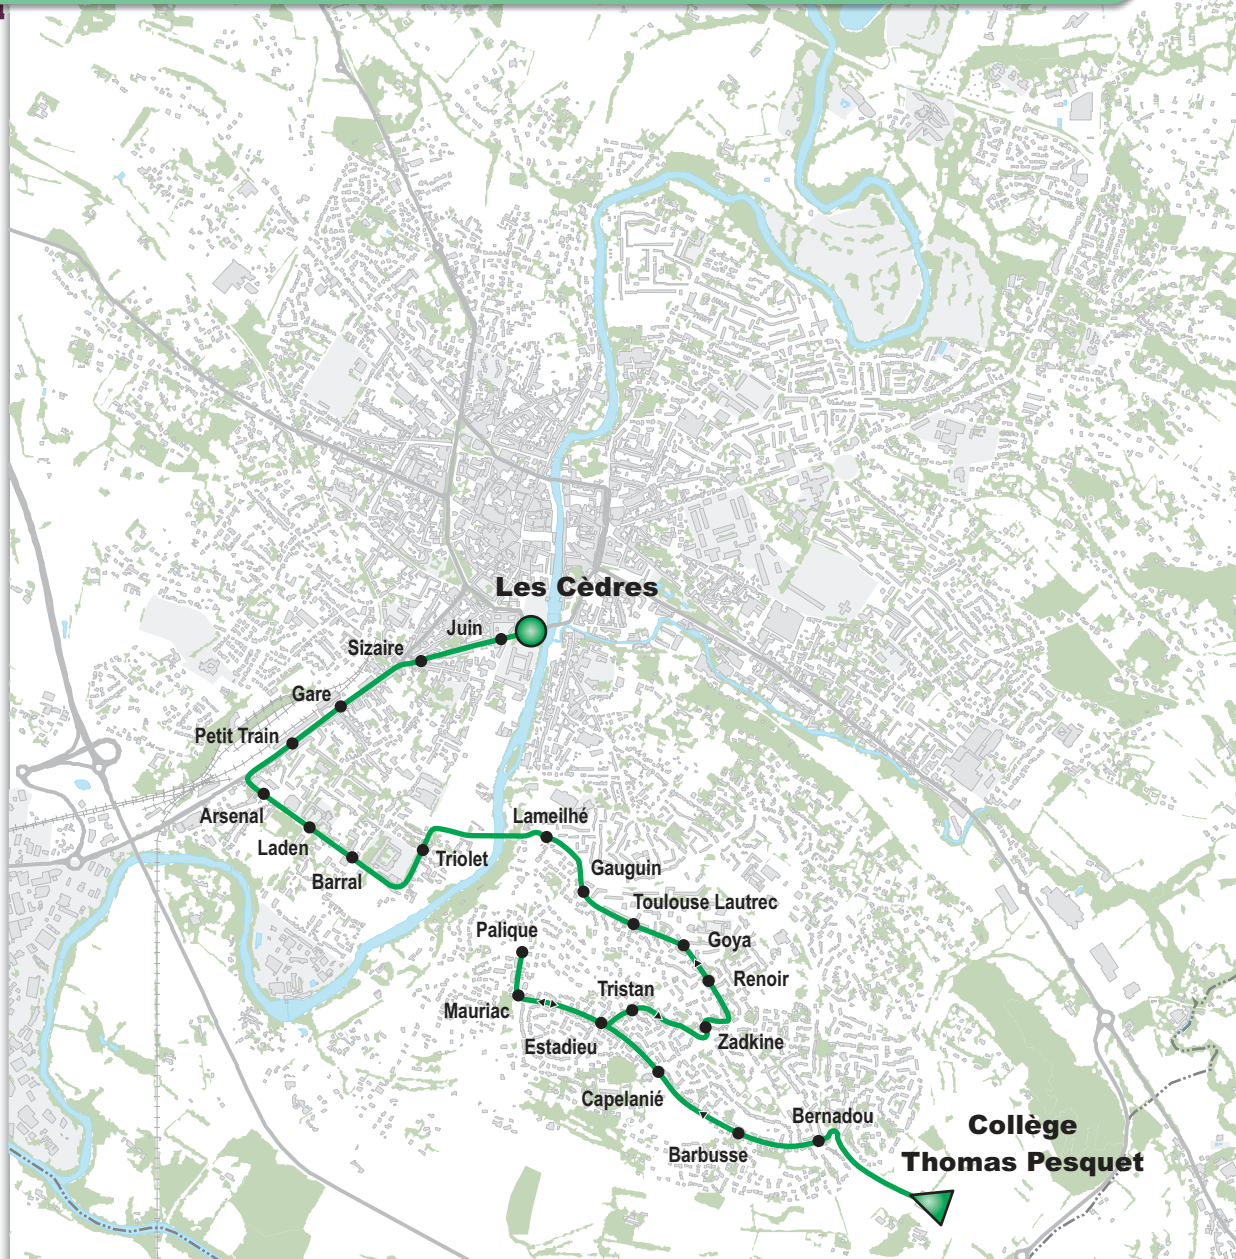 Les Cèdres
Juin
Sizaire
Gare
Petit Train
Arsenal
Laden
Barral
Triolet
Lameilhé
Gauguin
Toulouse Lautrec
Goya
Renoir
Palique
Mauriac
Tristan
Estadieu
Zadkine
Capelanié
Barbusse
Bernadou
Collège
Thomas Pesquet